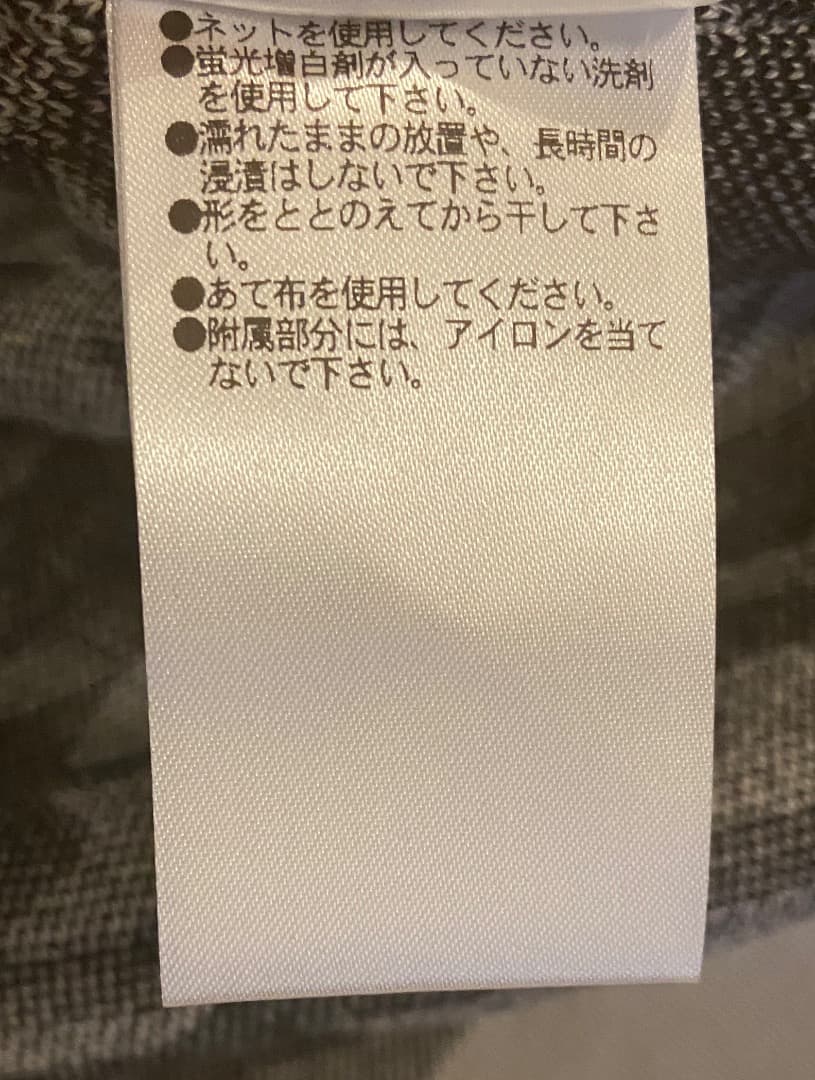 ●ネットを使用してください。
●蛍光増白剤が入っていない洗剤
を使用して下さい。
●濡れたままの放置や、長時間の
浸漬はしないで下さい。
●形をととのえてから干して下さ
い。
●あて布を使用してください。
●附属部分には、アイロンを当て
ないで下さい。